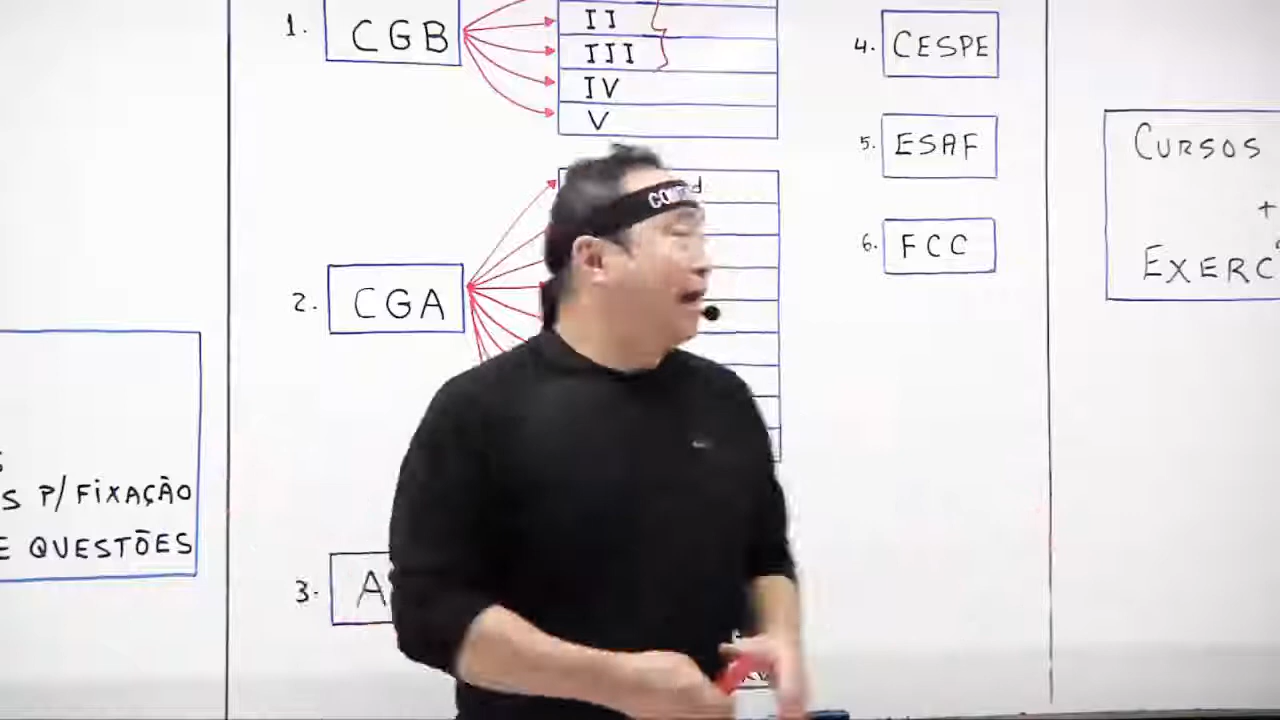 1. CGB
II
III
IV
V
2. CGA
3. A
4. CESPE
5. ESAF
6. FCC
CURSOS
+
EXERC
S
S P/ FIXAÇÃO
E QUESTÕES